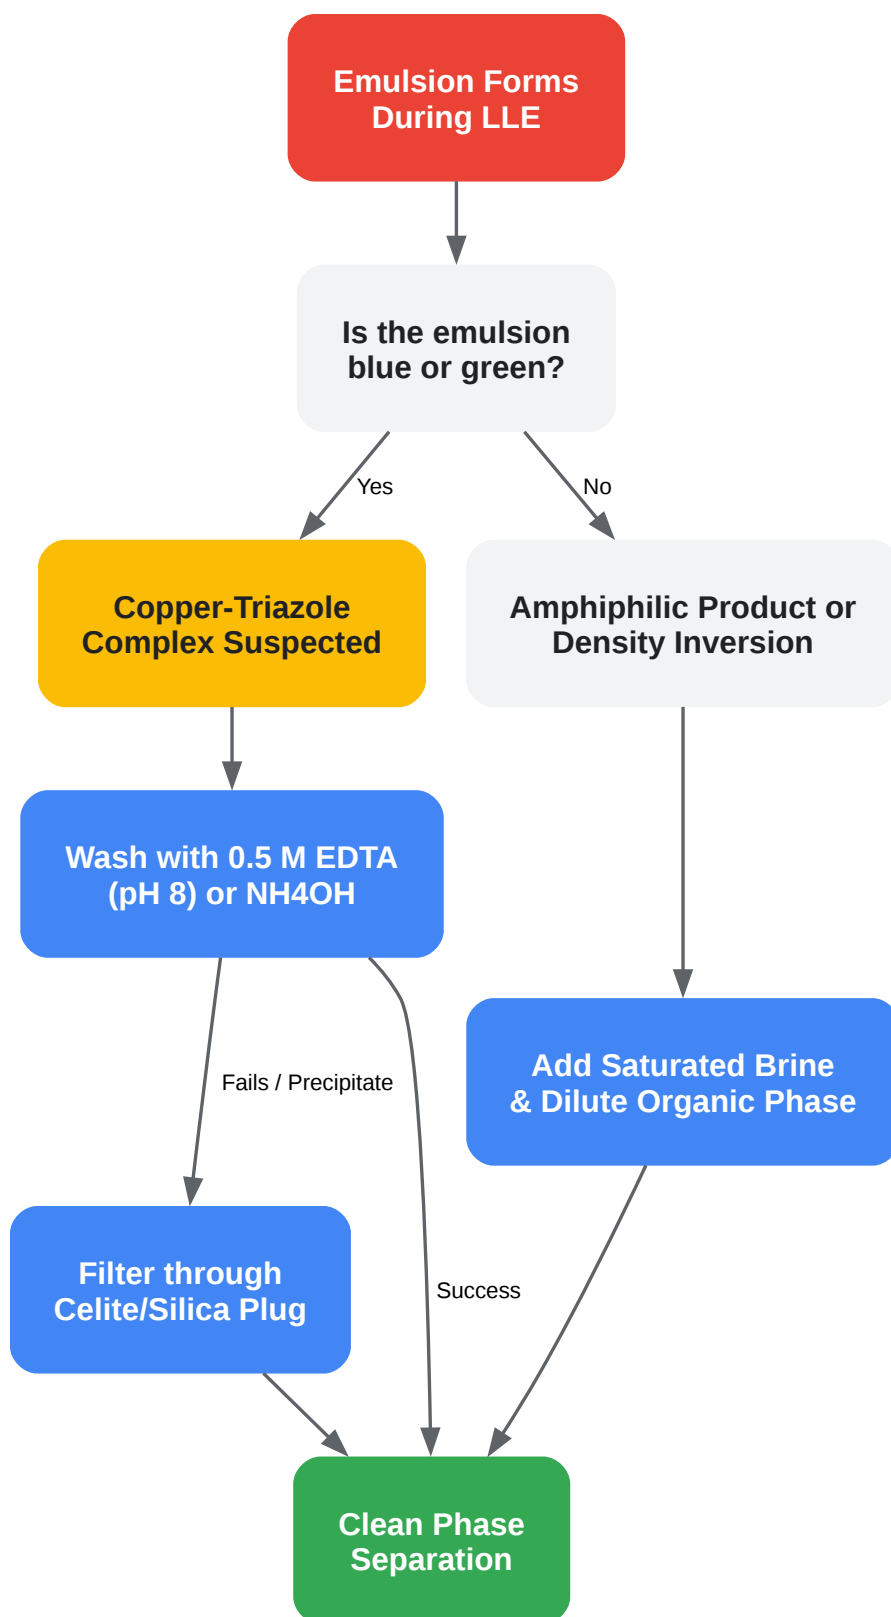 Emulsion Forms
During LLE
Is the emulsion
blue or green?
Yes
No
Copper-Triazole
Complex Suspected
Amphiphilic Product or
Density Inversion
Wash with 0.5 M EDTA
(pH 8) or NH4OH
Add Saturated Brine
& Dilute Organic Phase
Fails / Precipitate
Filter through
Celite/Silica Plug
Success
Clean Phase
Separation